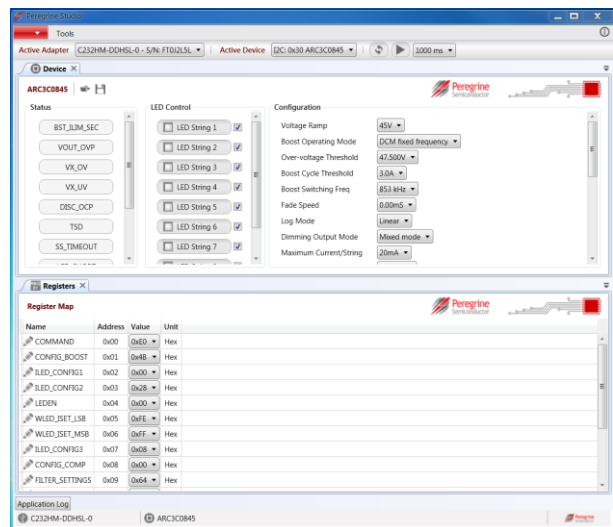 Peregrine Studio
Tools
Active Adapter C232HM-DDHSL-0 - S/N: FT0J2L5L Active Device I2C: 0x30 ARC3C0845 1000 ms
Device
ARC3C0845
Peregrine
Semiconductor
Status
BST_ILIM_SEC
VOUT_OVP
VX_OV
VX_UV
DISC_OCP
TSD
SS_TIMEOUT
LED Control
LED String 1
LED String 2
LED String 3
LED String 4
LED String 5
LED String 6
LED String 7
Configuration
Voltage Ramp 45V
Boost Operating Mode DCM fixed frequency
Over-voltage Threshold 47.500V
Boost Cycle Threshold 3.0A
Boost Switching Freq 853 kHz
Fade Speed 0.00mS
Log Mode Linear
Dimming Output Mode Mixed mode
Maximum Current/String 20mA
Registers
Register Map
Peregrine
Semiconductor
Name Address Value Unit
COMMAND 0x00 0xE0 Hex
CONFIG_BOOST 0x01 0x4B Hex
ILED_CONFIG1 0x02 0x00 Hex
ILED_CONFIG2 0x03 0x28 Hex
LEDEN 0x04 0x00 Hex
WLED_ISET_LSB 0x05 0xFE Hex
WLED_ISET_MSB 0x06 0xFF Hex
ILED_CONFIG3 0x07 0x08 Hex
CONFIG_COMP 0x08 0x00 Hex
FILTER_SETTINGS 0x09 0x64 Hex
Application Log
C232HM-DDHSL-0 ARC3C0845
Peregrine